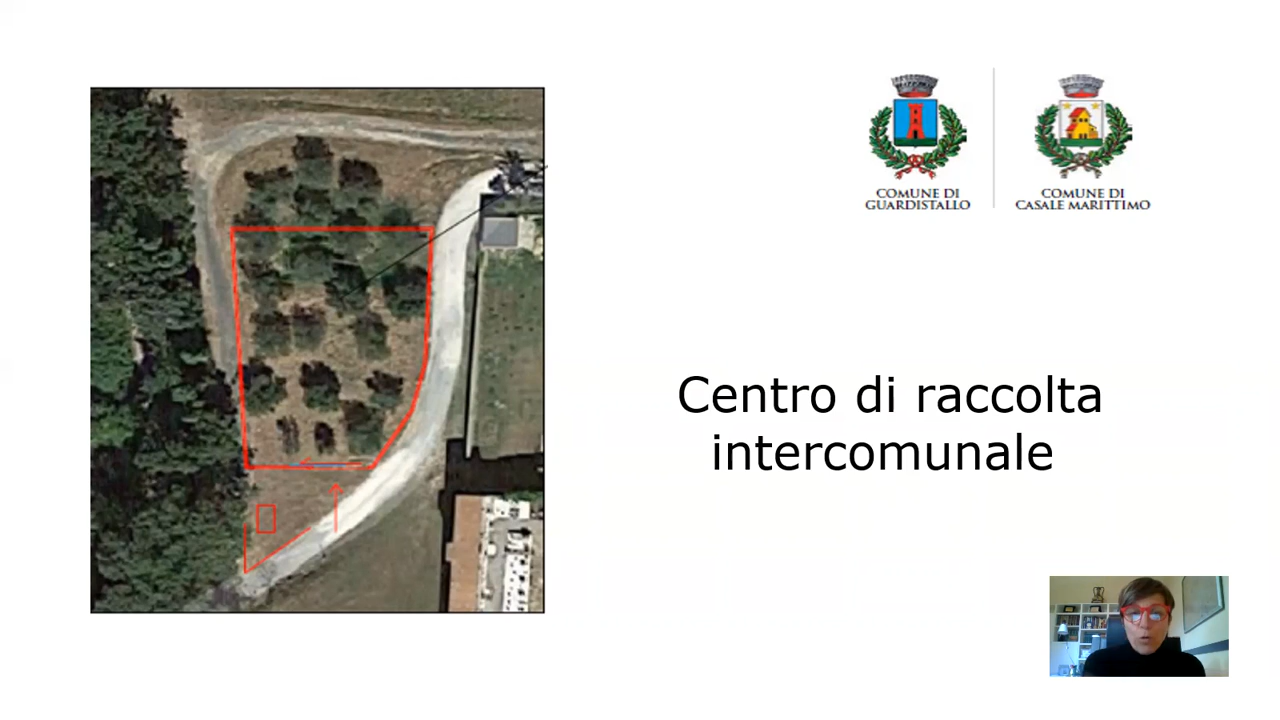 COMUNE DI
GUARDISTALLO
COMUNE DI
CASALE MARITTIMO
Centro di raccolta
intercomunale